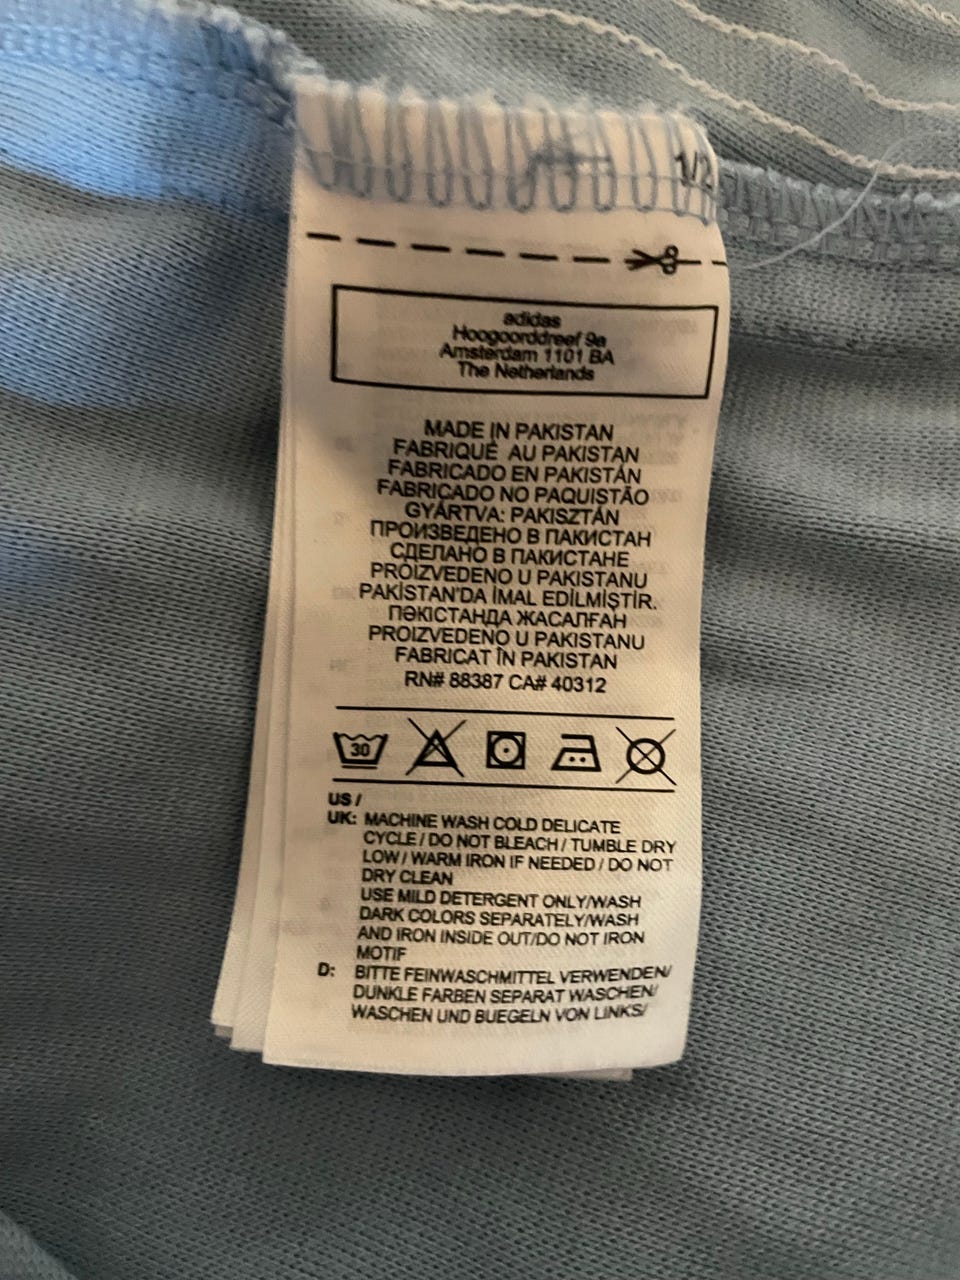 1/2
adidas
Hoogoorddreef 9a
Amsterdam 1101 BA
The Netherlands
MADE IN PAKISTAN
FABRIQUÉ AU PAKISTAN
FABRICADO EN PAKISTÁN
FABRICADO NO PAQUISTÃO
GYÁRTVA: PAKISZTÁN
ПРОИЗВЕДЕНО В ПАКИСТАН
СДЕЛАНО В ПАКИСТАНЕ
PROIZVEDENO U PAKISTANU
PAKİSTAN'DA İMAL EDİLMİŞTİR.
ПӘКІСТАНДА ЖАСАЛҒАН
PROIZVEDENO U PAKISTANU
FABRICAT ÎN PAKISTAN
RN# 88387 CA# 40312
30
US /
UK: MACHINE WASH COLD DELICATE
CYCLE / DO NOT BLEACH / TUMBLE DRY
LOW / WARM IRON IF NEEDED / DO NOT
DRY CLEAN
USE MILD DETERGENT ONLY/WASH
DARK COLORS SEPARATELY/WASH
AND IRON INSIDE OUT/DO NOT IRON
MOTIF
D: BITTE FEINWASCHMITTEL VERWENDEN/
DUNKLE FARBEN SEPARAT WASCHEN/
WASCHEN UND BUEGELN VON LINKS/